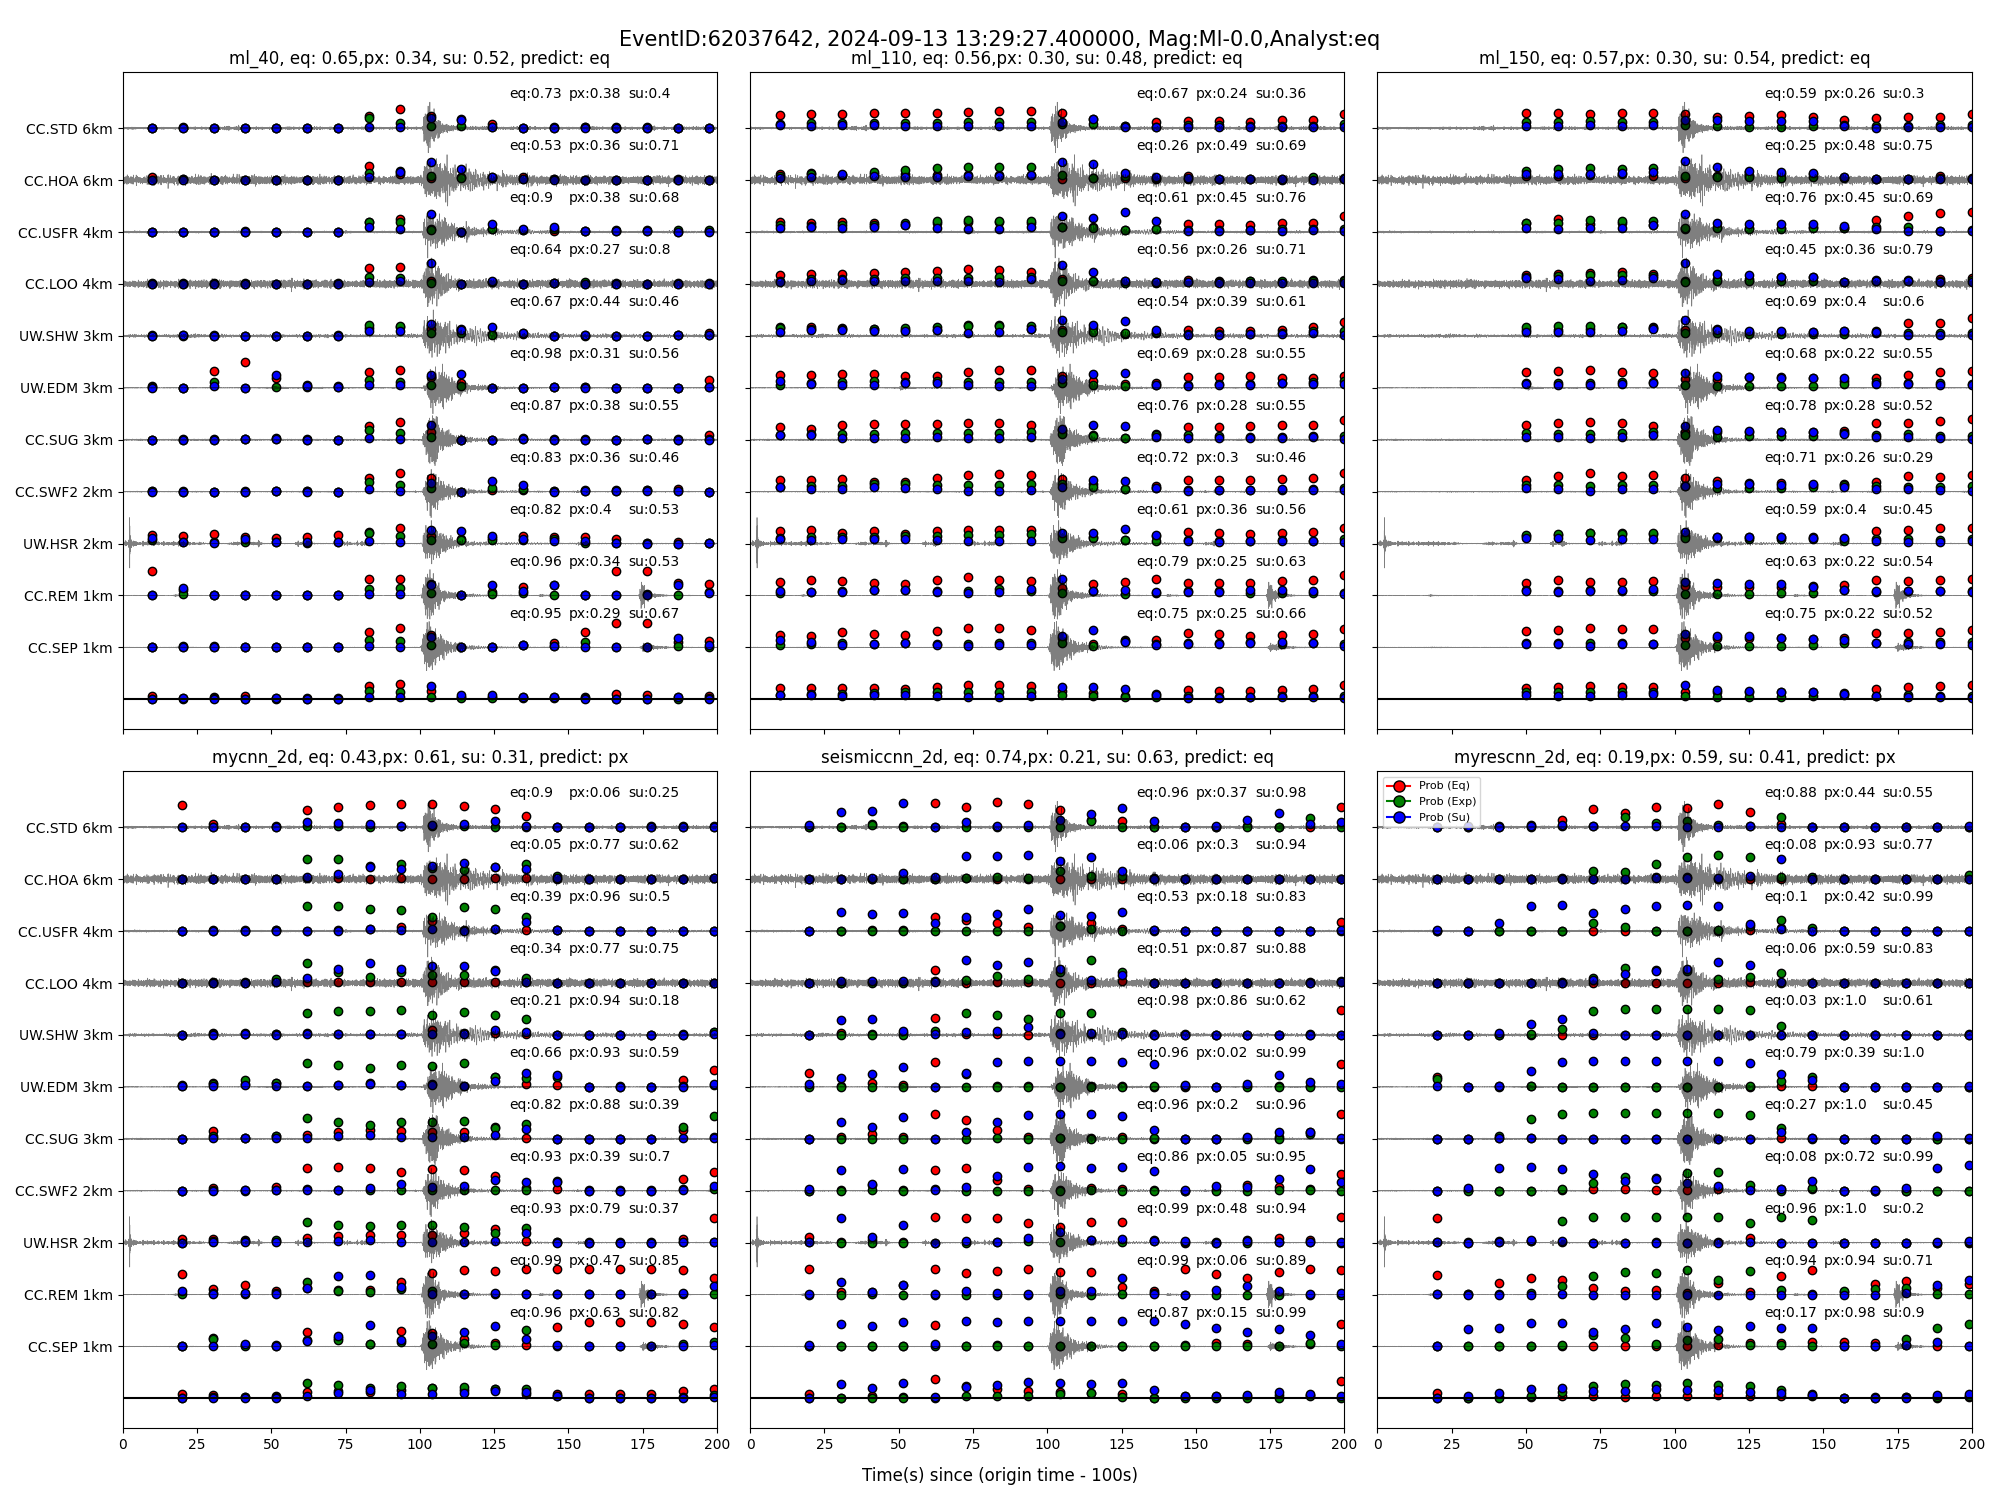 EventID:62037642, 2024-09-13 13:29:27.400000, Mag:Ml-0.0,Analyst:eq
ml_40, eq: 0.65,px: 0.34, su: 0.52, predict: eq
CC.STD 6km eq:0.73 px:0.38 su:0.4
CC.HOA 6km eq:0.53 px:0.36 su:0.71
CC.USFR 4km eq:0.9 px:0.38 su:0.68
CC.LOO 4km eq:0.64 px:0.27 su:0.8
UW.SHW 3km eq:0.67 px:0.44 su:0.46
UW.EDM 3km eq:0.98 px:0.31 su:0.56
CC.SUG 3km eq:0.87 px:0.38 su:0.55
CC.SWF2 2km eq:0.83 px:0.36 su:0.46
UW.HSR 2km eq:0.82 px:0.4 su:0.53
CC.REM 1km eq:0.96 px:0.34 su:0.53
CC.SEP 1km eq:0.95 px:0.29 su:0.67
ml_110, eq: 0.56,px: 0.30, su: 0.48, predict: eq
eq:0.67 px:0.24 su:0.36
eq:0.26 px:0.49 su:0.69
eq:0.61 px:0.45 su:0.76
eq:0.56 px:0.26 su:0.71
eq:0.54 px:0.39 su:0.61
eq:0.69 px:0.28 su:0.55
eq:0.76 px:0.28 su:0.55
eq:0.72 px:0.3 su:0.46
eq:0.61 px:0.36 su:0.56
eq:0.79 px:0.25 su:0.63
eq:0.75 px:0.25 su:0.66
ml_150, eq: 0.57,px: 0.30, su: 0.54, predict: eq
eq:0.59 px:0.26 su:0.3
eq:0.25 px:0.48 su:0.75
eq:0.76 px:0.45 su:0.69
eq:0.45 px:0.36 su:0.79
eq:0.69 px:0.4 su:0.6
eq:0.68 px:0.22 su:0.55
eq:0.78 px:0.28 su:0.52
eq:0.71 px:0.26 su:0.29
eq:0.59 px:0.4 su:0.45
eq:0.63 px:0.22 su:0.54
eq:0.75 px:0.22 su:0.52
mycnn_2d, eq: 0.43,px: 0.61, su: 0.31, predict: px
CC.STD 6km eq:0.9 px:0.06 su:0.25
CC.HOA 6km eq:0.05 px:0.77 su:0.62
CC.USFR 4km eq:0.39 px:0.96 su:0.5
CC.LOO 4km eq:0.34 px:0.77 su:0.75
UW.SHW 3km eq:0.21 px:0.94 su:0.18
UW.EDM 3km eq:0.66 px:0.93 su:0.59
CC.SUG 3km eq:0.82 px:0.88 su:0.39
CC.SWF2 2km eq:0.93 px:0.39 su:0.7
UW.HSR 2km eq:0.93 px:0.79 su:0.37
CC.REM 1km eq:0.99 px:0.47 su:0.85
CC.SEP 1km eq:0.96 px:0.63 su:0.82
0 25 50 75 100 125 150 175 200
seismiccnn_2d, eq: 0.74,px: 0.21, su: 0.63, predict: eq
eq:0.96 px:0.37 su:0.98
eq:0.06 px:0.3 su:0.94
eq:0.53 px:0.18 su:0.83
eq:0.51 px:0.87 su:0.88
eq:0.98 px:0.86 su:0.62
eq:0.96 px:0.02 su:0.99
eq:0.96 px:0.2 su:0.96
eq:0.86 px:0.05 su:0.95
eq:0.99 px:0.48 su:0.94
eq:0.99 px:0.06 su:0.89
eq:0.87 px:0.15 su:0.99
0 25 50 75 100 125 150 175 200
myrescnn_2d, eq: 0.19,px: 0.59, su: 0.41, predict: px
Prob (Eq)
Prob (Exp)
Prob (Su)
eq:0.88 px:0.44 su:0.55
eq:0.08 px:0.93 su:0.77
eq:0.1 px:0.42 su:0.99
eq:0.06 px:0.59 su:0.83
eq:0.03 px:1.0 su:0.61
eq:0.79 px:0.39 su:1.0
eq:0.27 px:1.0 su:0.45
eq:0.08 px:0.72 su:0.99
eq:0.96 px:1.0 su:0.2
eq:0.94 px:0.94 su:0.71
eq:0.17 px:0.98 su:0.9
0 25 50 75 100 125 150 175 200
Time(s) since (origin time - 100s)